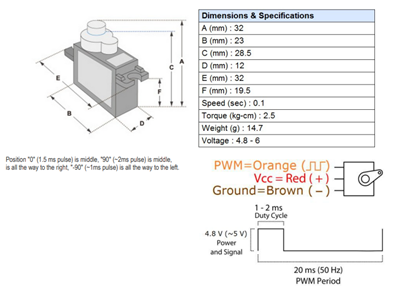 A
C
F
E
B
D
Position "0" (1.5 ms pulse) is middle, "90" (~2ms pulse) is middle,
is all the way to the right, "-90" (~1ms pulse) is all the way to the left.
Dimensions & Specifications
A (mm) : 32
B (mm) : 23
C (mm) : 28.5
D (mm) : 12
E (mm) : 32
F (mm) : 19.5
Speed (sec) : 0.1
Torque (kg-cm) : 2.5
Weight (g) : 14.7
Voltage : 4.8 - 6
PWM=Orange (⎍⎍)
Vcc = Red (+)
Ground=Brown (−)
1 - 2 ms
Duty Cycle
4.8 V (~5 V)
Power
and Signal
20 ms (50 Hz)
PWM Period